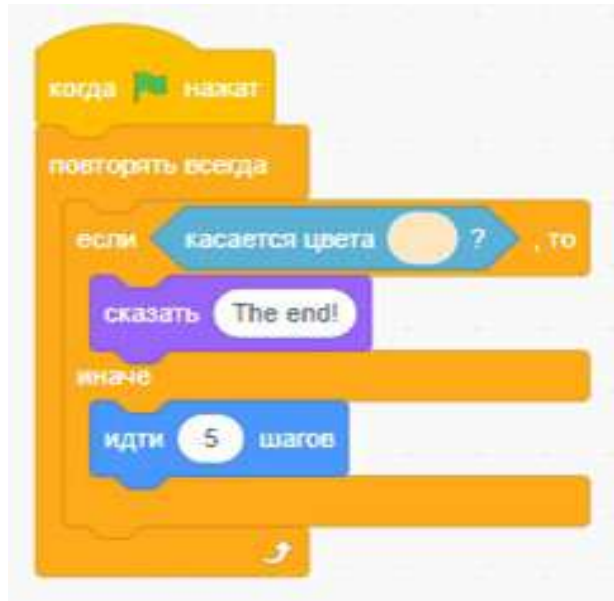 когда нажат
повторять всегда
если касается цвета ? , то
сказать The end!
иначе
идти 5 шагов